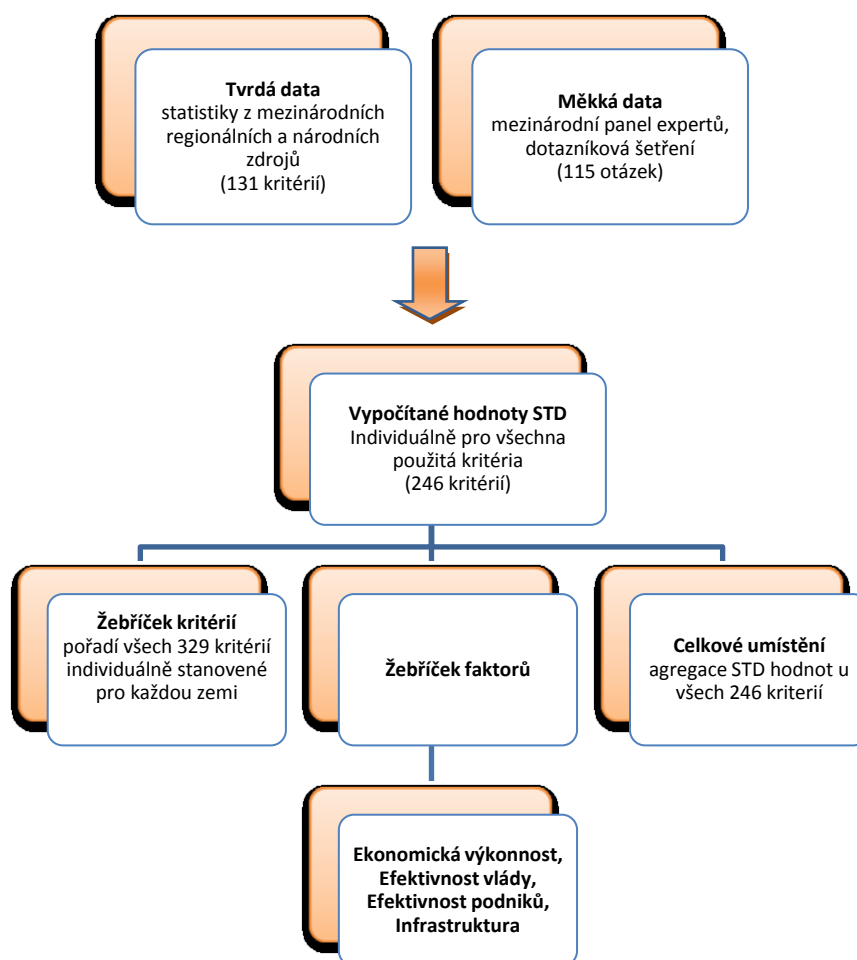 Tvrdá data
statistiky z mezinárodních
regionálních a národních
zdrojů
(131 kritérií)
Měkká data
mezinárodní panel expertů,
dotazníková šetření
(115 otázek)
Vypočítané hodnoty STD
Individuálně pro všechna
použitá kritéria
(246 kritérií)
Žebříček kritérií
pořadí všech 329 kritérií
individuálně stanovené
pro každou zemi
Žebříček faktorů
Celkové umístění
agregace STD hodnot u
všech 246 kriterií
Ekonomická výkonnost,
Efektivnost vlády,
Efektivnost podniků,
Infrastruktura